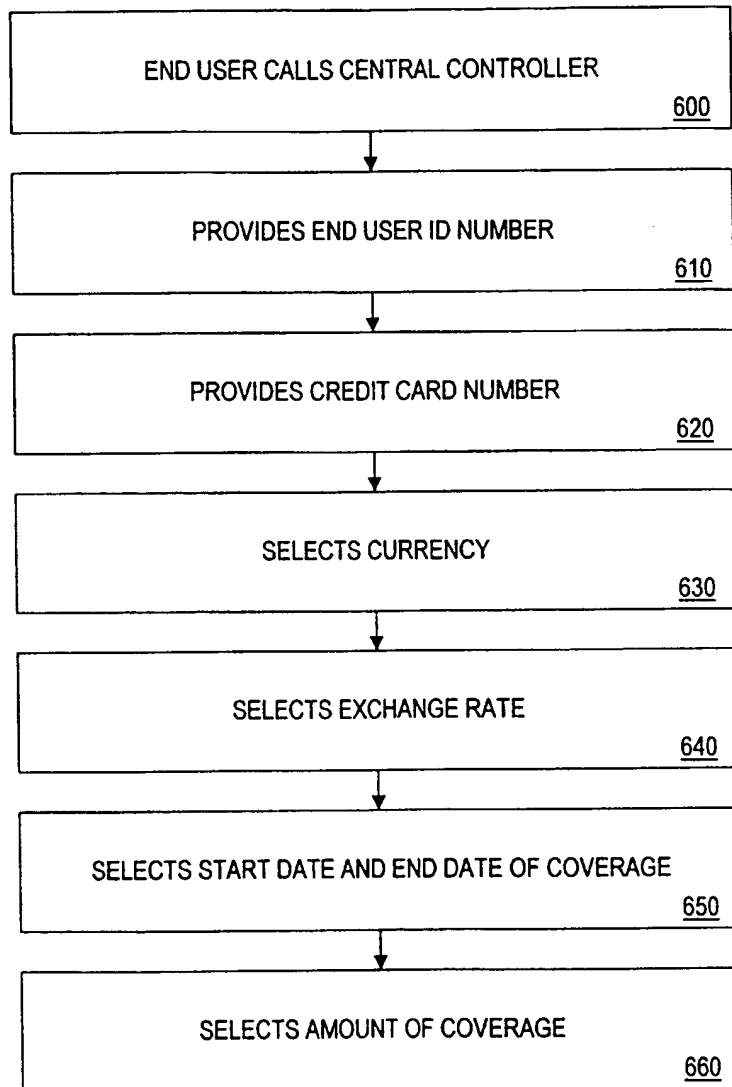 END USER CALLS CENTRAL CONTROLLER
600
PROVIDES END USER ID NUMBER
610
PROVIDES CREDIT CARD NUMBER
620
SELECTS CURRENCY
630
SELECTS EXCHANGE RATE
640
SELECTS START DATE AND END DATE OF COVERAGE
650
SELECTS AMOUNT OF COVERAGE
660